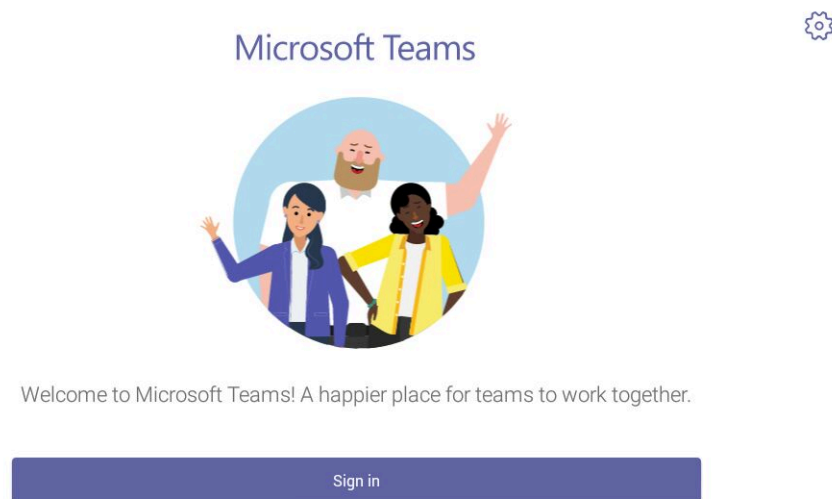 Microsoft Teams
Welcome to Microsoft Teams! A happier place for teams to work together.
Sign in